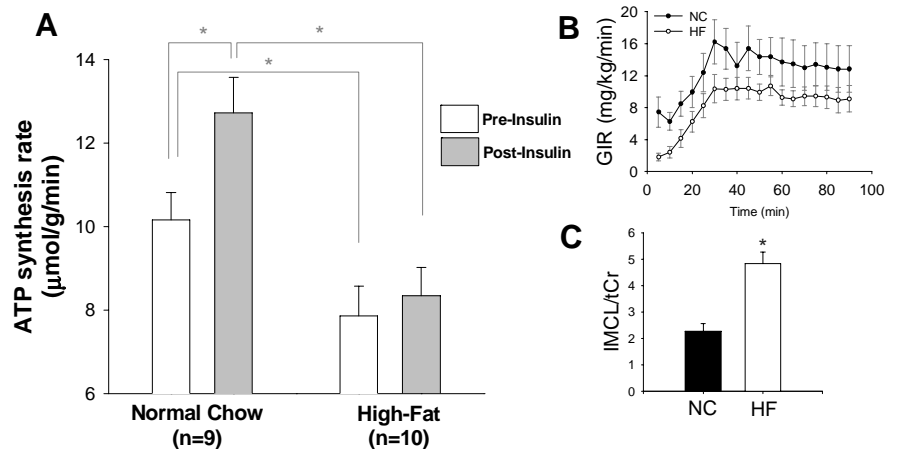 A
14
12
10
8
6
ATP synthesis rate
(µmol/g/min)
*
*
*
Pre-Insulin
Post-Insulin
Normal Chow
(n=9)
High-Fat
(n=10)
B
NC
HF
20
16
12
8
4
0
GIR (mg/kg/min)
0 20 40 60 80 100
Time (min)
C
6
5
4
3
2
1
0
IMCL/tCr
*
NC HF